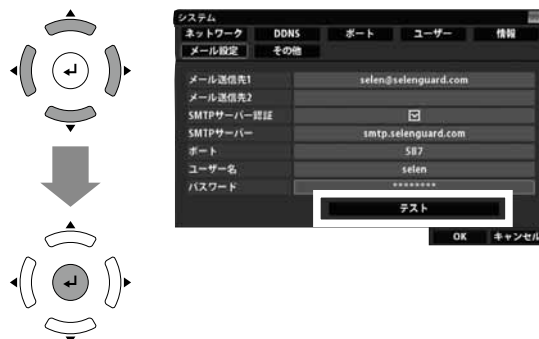 システム
ネットワーク DDNS ポート ユーザー 情報
メール設定 その他
メール送信先1 selen@selenguard.com
メール送信先2
SMTPサーバー認証
SMTPサーバー smtp.selenguard.com
ポート 587
ユーザー名 selen
パスワード ********
テスト
OK キャンセル